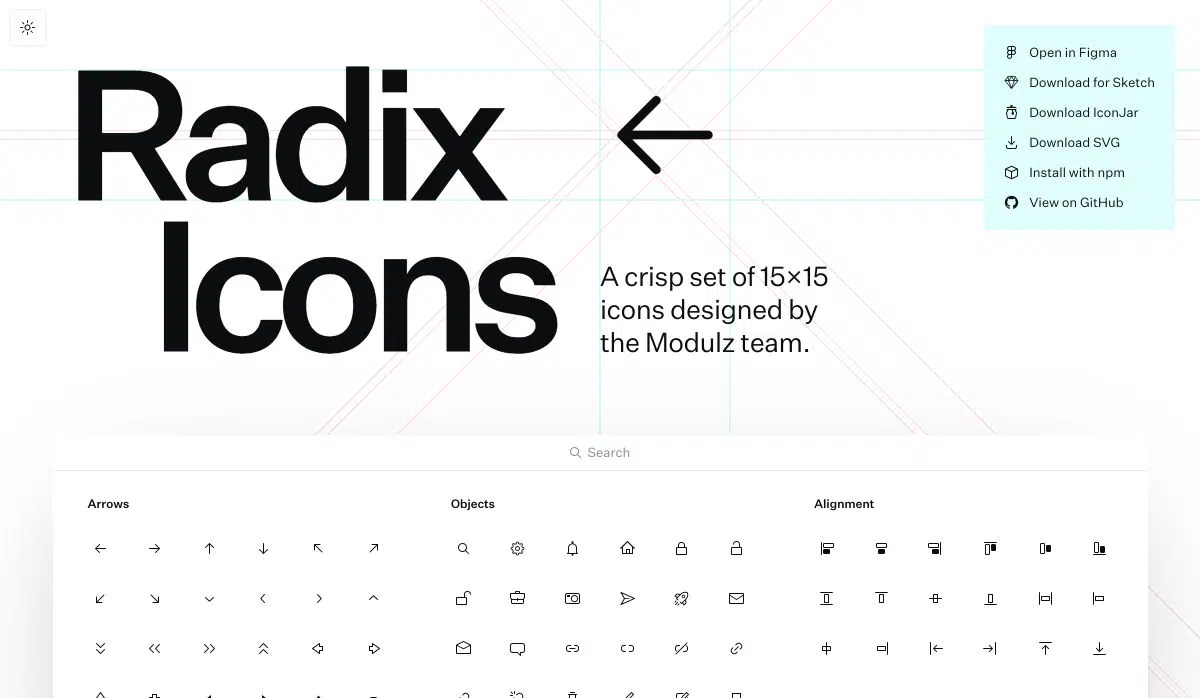 Radix
Icons
A crisp set of 15×15
icons designed by
the Modulz team.
Open in Figma
Download for Sketch
Download IconJar
Download SVG
Install with npm
View on GitHub
Search
Arrows
Objects
Alignment